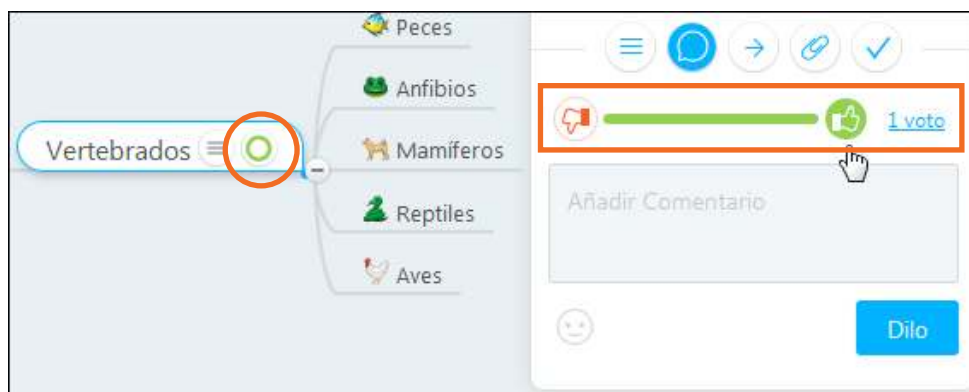 Vertebrados
Peces
Anfibios
Mamíferos
Reptiles
Aves
1 voto
Añadir Comentario
Dilo